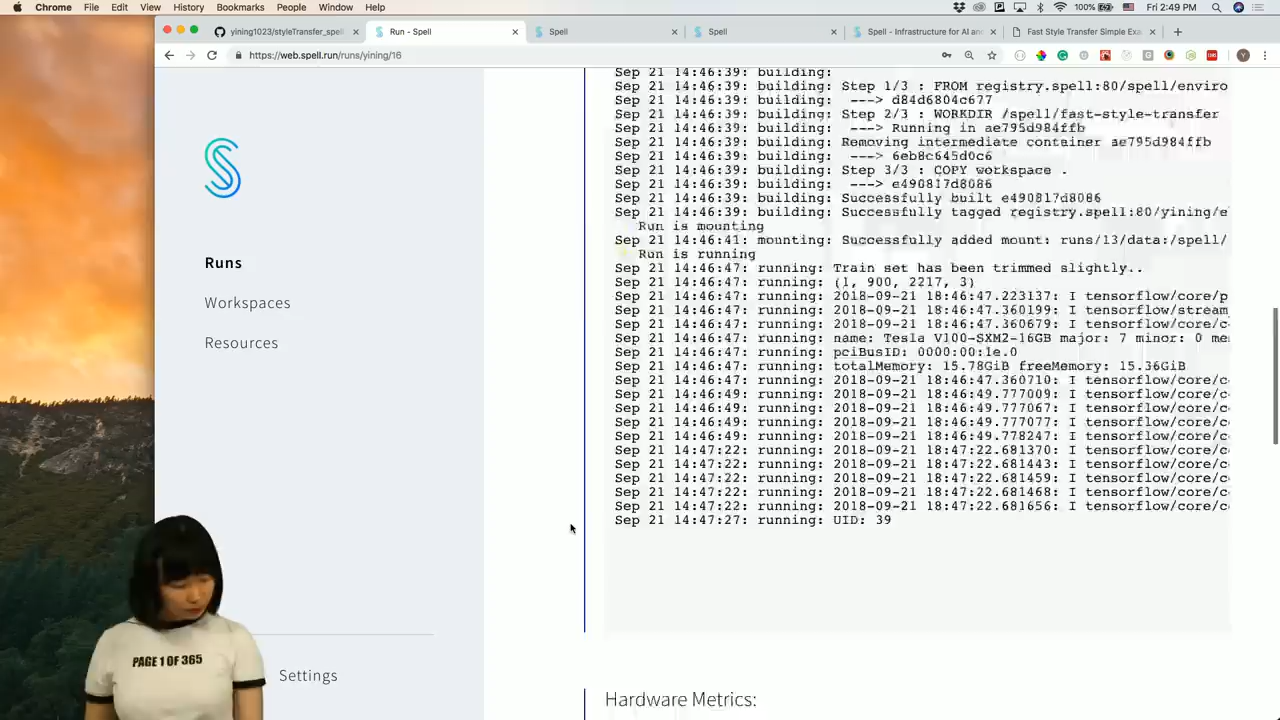 Chrome File Edit View History Bookmarks People Window Help
100% Fri 2:49 PM
yining1023/styleTransfer_spell
Run - Spell
Spell
Spell
Spell - Infrastructure for AI and
Fast Style Transfer Simple Exa
https://web.spell.run/runs/yining/16
Runs
Workspaces
Resources
Settings
Sep 21 14:46:39: building:
Sep 21 14:46:39: building: Step 1/3 : FROM registry.spell:80/spell/enviro
Sep 21 14:46:39: building: ---> d84d6804c677
Sep 21 14:46:39: building: Step 2/3 : WORKDIR /spell/fast-style-transfer
Sep 21 14:46:39: building: ---> Running in ae795d984ffb
Sep 21 14:46:39: building: Removing intermediate container ae795d984ffb
Sep 21 14:46:39: building: ---> 6eb8c645d0c6
Sep 21 14:46:39: building: Step 3/3 : COPY workspace .
Sep 21 14:46:39: building: ---> e490817d8086
Sep 21 14:46:39: building: Successfully built e490817d8086
Sep 21 14:46:39: building: Successfully tagged registry.spell:80/yining/e
Run is mounting
Sep 21 14:46:41: mounting: Successfully added mount: runs/13/data:/spell/
Run is running
Sep 21 14:46:47: running: Train set has been trimmed slightly..
Sep 21 14:46:47: running: (1, 900, 2217, 3)
Sep 21 14:46:47: running: 2018-09-21 18:46:47.223137: I tensorflow/core/p
Sep 21 14:46:47: running: 2018-09-21 18:46:47.360199: I tensorflow/stream
Sep 21 14:46:47: running: 2018-09-21 18:46:47.360679: I tensorflow/core/c
Sep 21 14:46:47: running: name: Tesla V100-SXM2-16GB major: 7 minor: 0 me
Sep 21 14:46:47: running: pciBusID: 0000:00:1e.0
Sep 21 14:46:47: running: totalMemory: 15.78GiB freeMemory: 15.36GiB
Sep 21 14:46:47: running: 2018-09-21 18:46:47.360710: I tensorflow/core/c
Sep 21 14:46:49: running: 2018-09-21 18:46:49.777009: I tensorflow/core/c
Sep 21 14:46:49: running: 2018-09-21 18:46:49.777067: I tensorflow/core/c
Sep 21 14:46:49: running: 2018-09-21 18:46:49.777077: I tensorflow/core/c
Sep 21 14:46:49: running: 2018-09-21 18:46:49.778247: I tensorflow/core/c
Sep 21 14:47:22: running: 2018-09-21 18:47:22.681370: I tensorflow/core/c
Sep 21 14:47:22: running: 2018-09-21 18:47:22.681443: I tensorflow/core/c
Sep 21 14:47:22: running: 2018-09-21 18:47:22.681459: I tensorflow/core/c
Sep 21 14:47:22: running: 2018-09-21 18:47:22.681468: I tensorflow/core/c
Sep 21 14:47:22: running: 2018-09-21 18:47:22.681656: I tensorflow/core/c
Sep 21 14:47:27: running: UID: 39
Hardware Metrics:
PAGE 1 OF 365